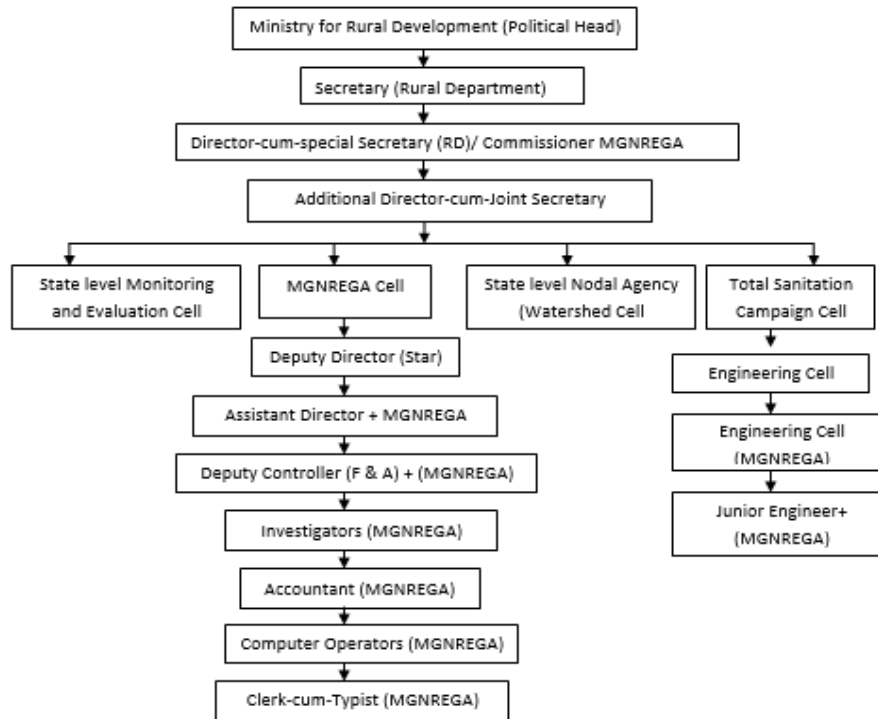 Ministry for Rural Development (Political Head)
Secretary (Rural Department)
Director-cum-special Secretary (RD)/ Commissioner MGNREGA
Additional Director-cum-Joint Secretary
State level Monitoring
and Evaluation Cell
MGNREGA Cell
State level Nodal Agency
(Watershed Cell
Total Sanitation
Campaign Cell
Deputy Director (Star)
Assistant Director + MGNREGA
Deputy Controller (F & A) + (MGNREGA)
Investigators (MGNREGA)
Accountant (MGNREGA)
Computer Operators (MGNREGA)
Clerk-cum-Typist (MGNREGA)
Engineering Cell
Engineering Cell
(MGNREGA)
Junior Engineer+
(MGNREGA)